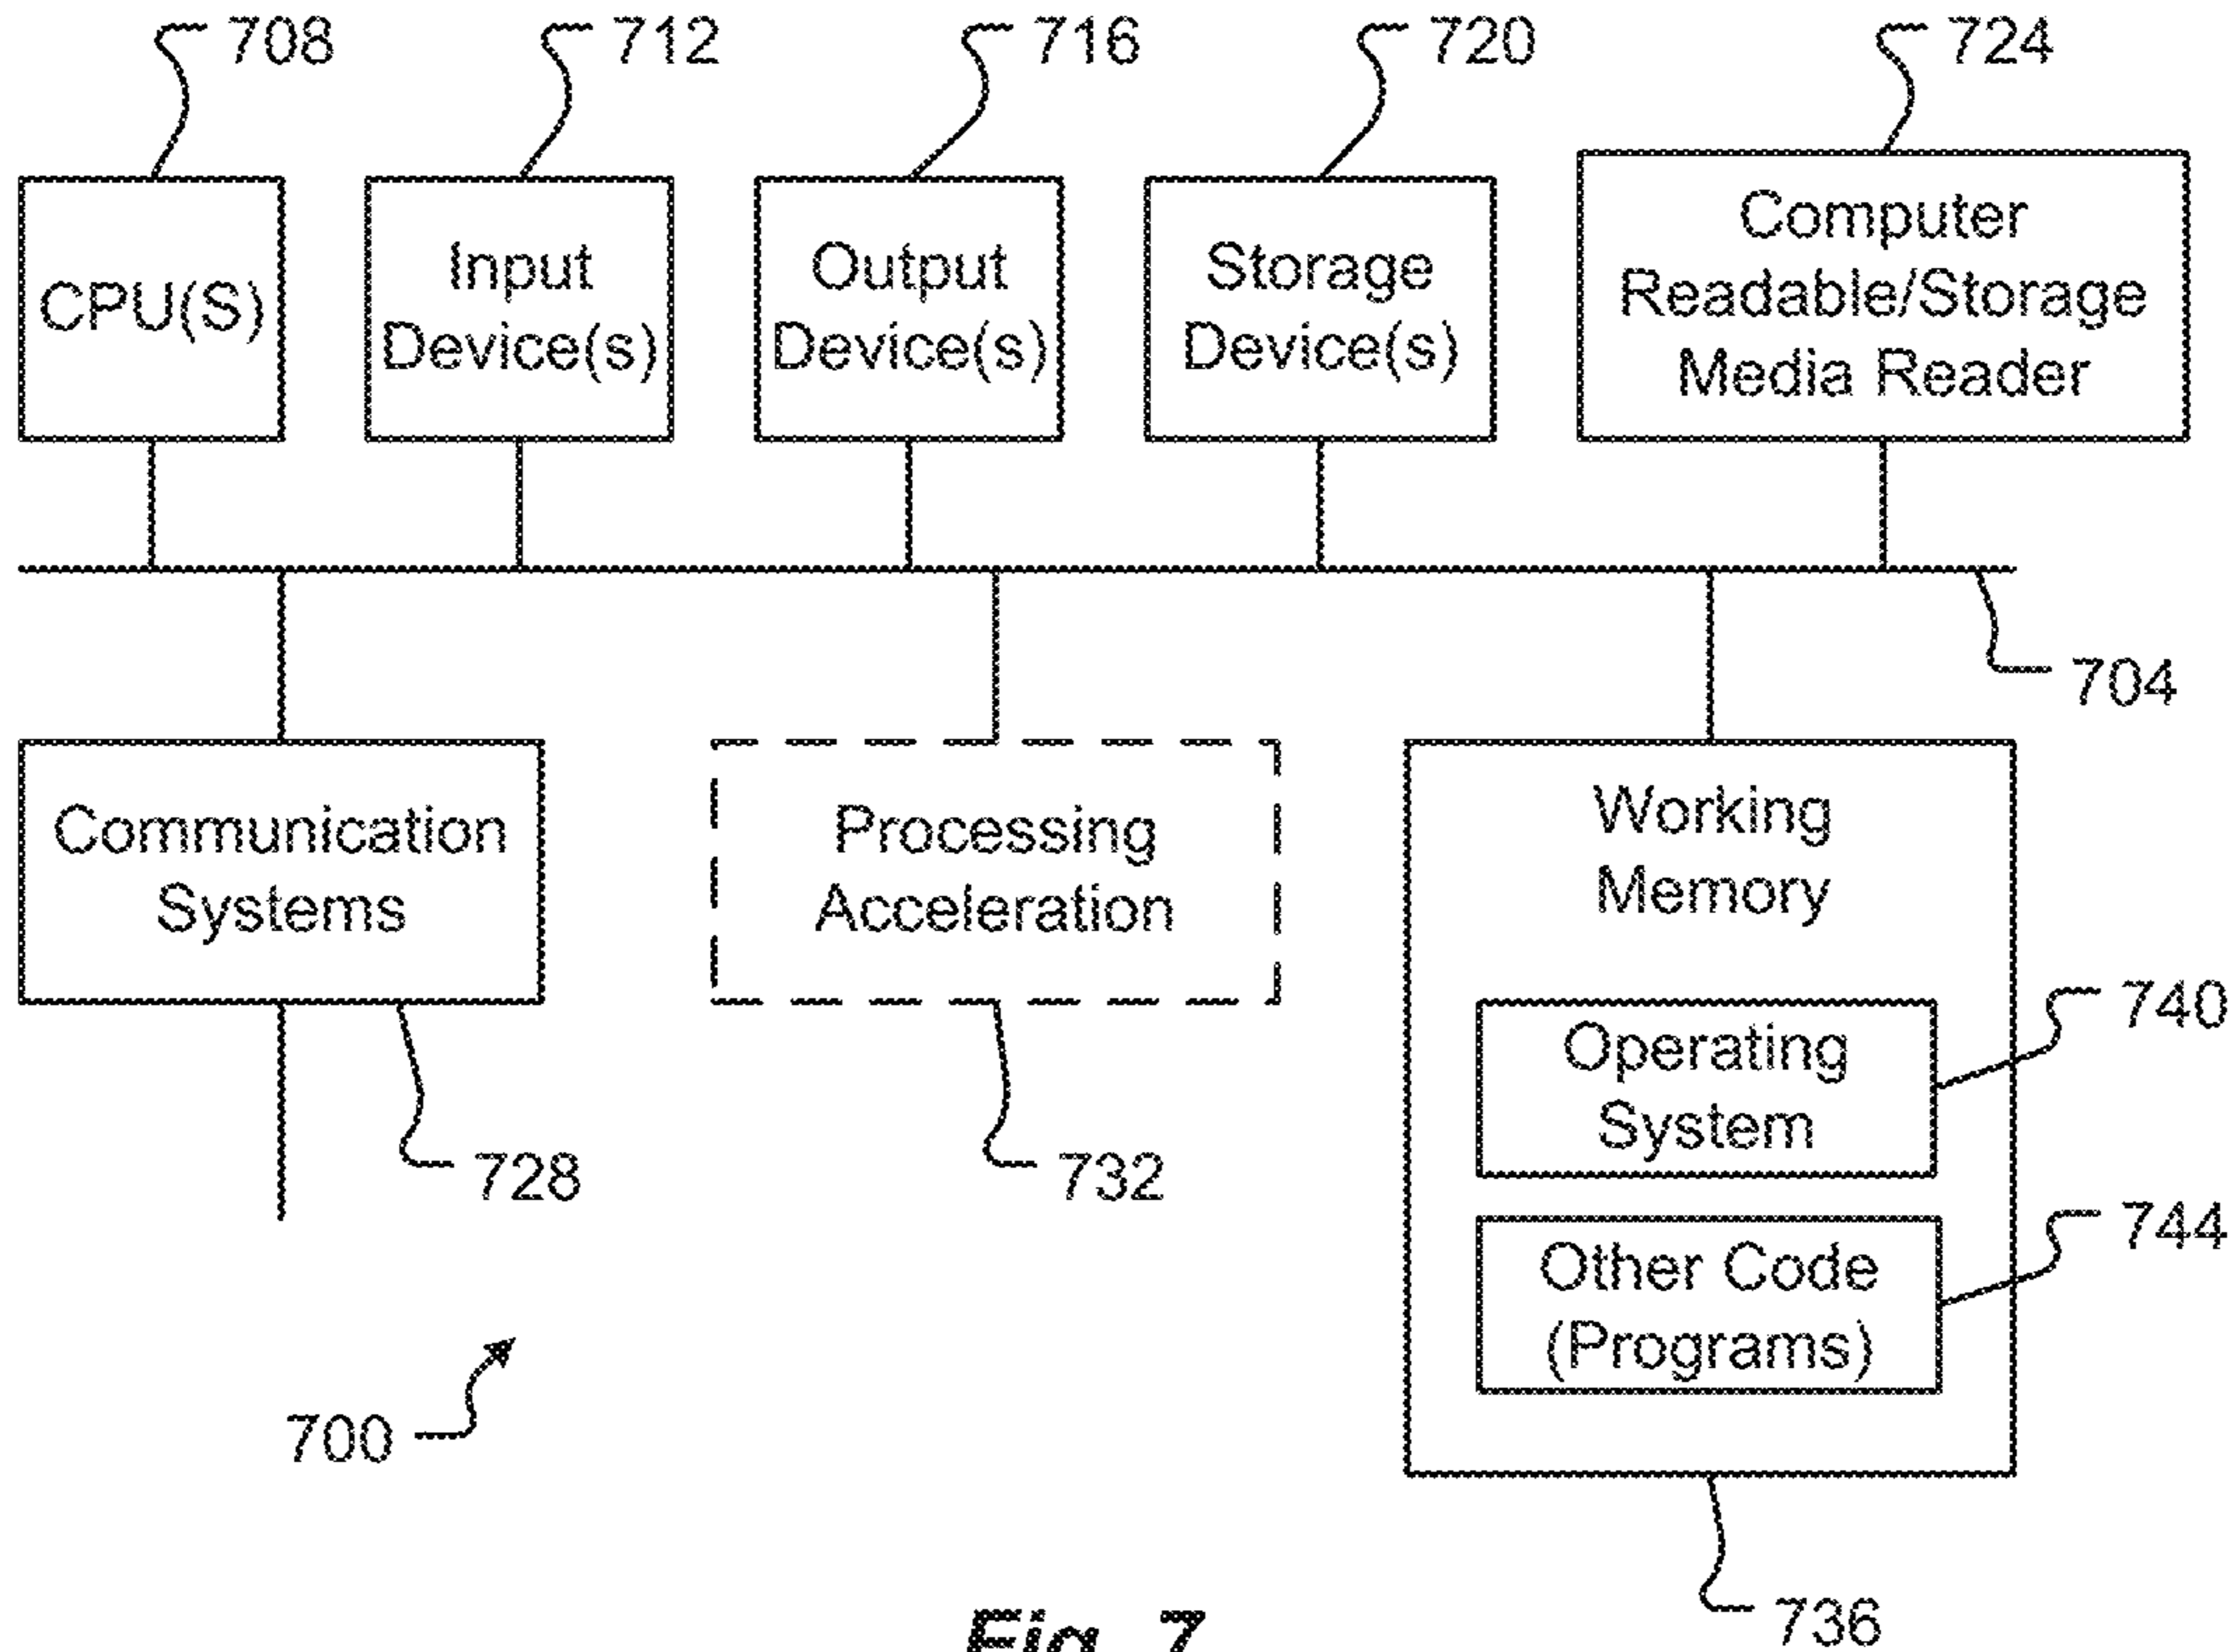 708
712
716
720
724
CPU(S)
Input
Device(s)
Output
Device(s)
Storage
Device(s)
Computer
Readable/Storage
Media Reader
704
Communication
Systems
Processing
Acceleration
Working
Memory
Operating
System
740
Other Code
(Programs)
744
728
732
700
736
Fig. 7